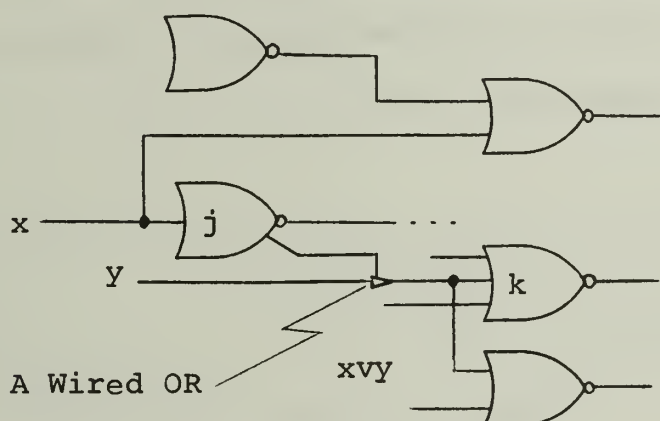 j
x
. . .
y
k
A Wired OR
xvy